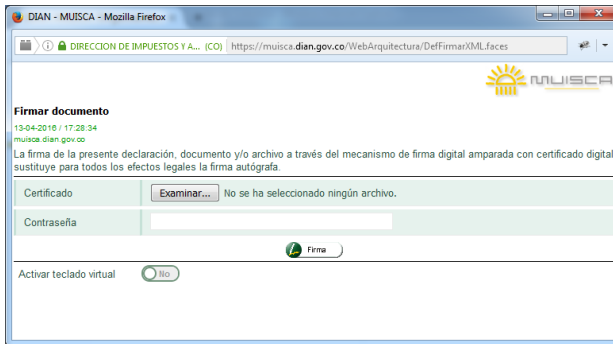 DIAN - MUISCA - Mozilla Firefox
DIRECCION DE IMPUESTOS Y A... (CO) https://muisca.dian.gov.co/WebArquitectura/DefFirmarXML.faces
MUISCA
Firmar documento
13-04-2016 / 17:28:34
muisca.dian.gov.co
La firma de la presente declaración, documento y/o archivo a través del mecanismo de firma digital amparada con certificado digital
sustituye para todos los efectos legales la firma autógrafa.
Certificado Examinar... No se ha seleccionado ningún archivo.
Contraseña
Firma
Activar teclado virtual No